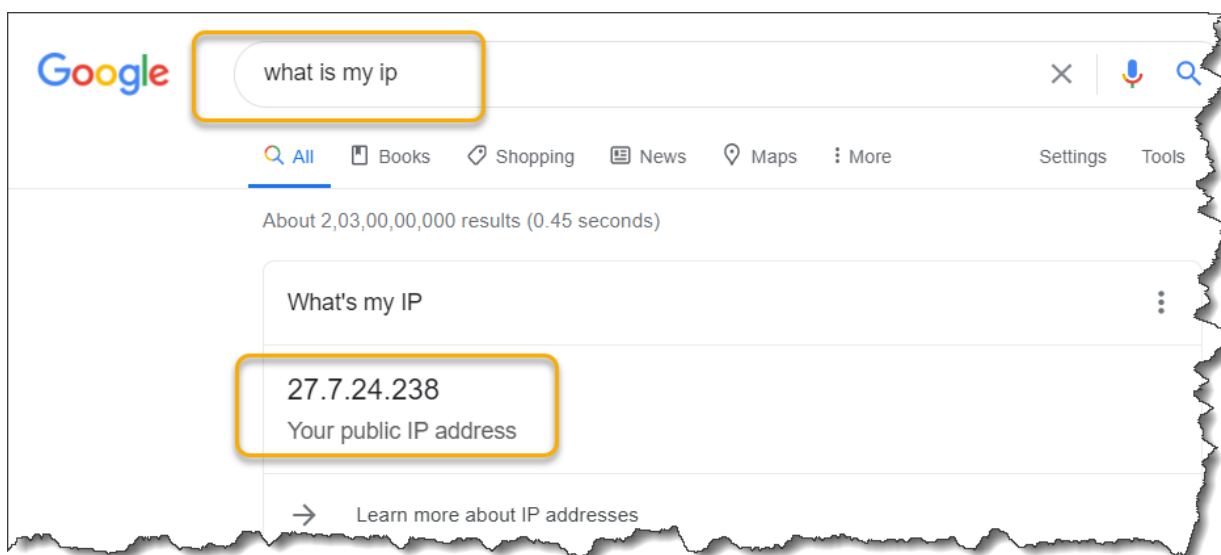 Google what is my ip
All Books Shopping News Maps More Settings Tools
About 2,03,00,00,000 results (0.45 seconds)
What's my IP
27.7.24.238
Your public IP address
Learn more about IP addresses